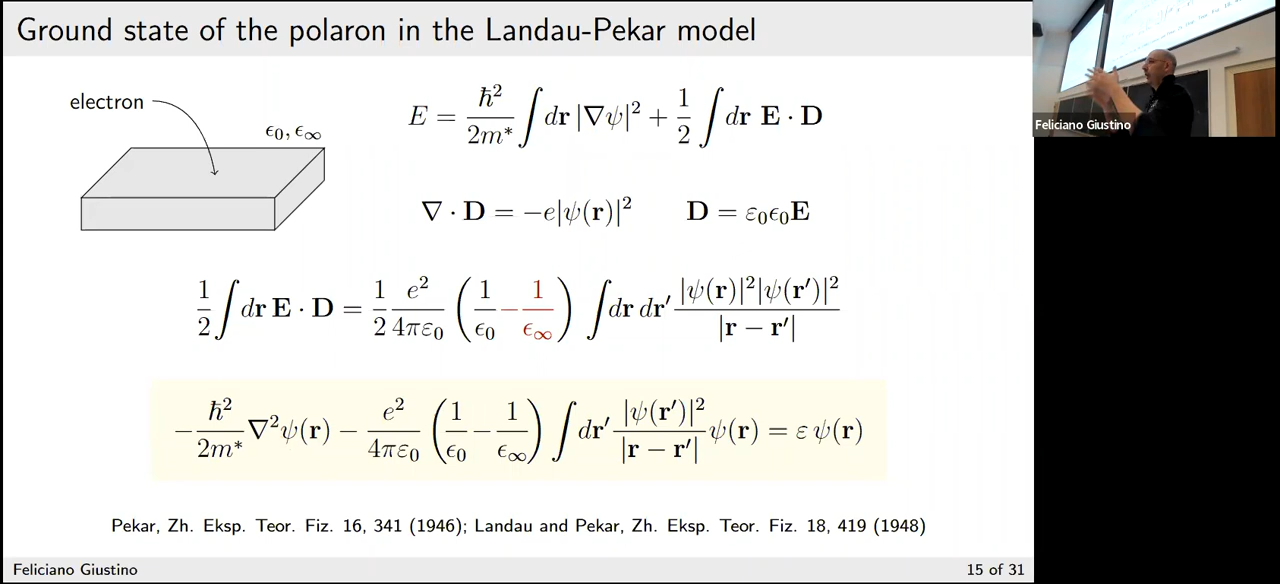 Ground state of the polaron in the Landau-Pekar model
electron
ϵ₀, ϵ∞
E = ħ²/2m* ∫dr |∇ψ|² + 1/2 ∫dr E · D
∇ · D = −e|ψ(r)|²    D = ε₀ϵ₀E
1/2 ∫dr E · D = 1/2 e²/4πε₀ (1/ϵ₀ − 1/ϵ∞) ∫dr dr′ |ψ(r)|²|ψ(r′)|²/|r − r′|
−ħ²/2m* ∇²ψ(r) − e²/4πε₀ (1/ϵ₀ − 1/ϵ∞) ∫dr′ |ψ(r′)|²/|r − r′| ψ(r) = ε ψ(r)
Pekar, Zh. Eksp. Teor. Fiz. 16, 341 (1946); Landau and Pekar, Zh. Eksp. Teor. Fiz. 18, 419 (1948)
Feliciano Giustino
15 of 31
Feliciano Giustino